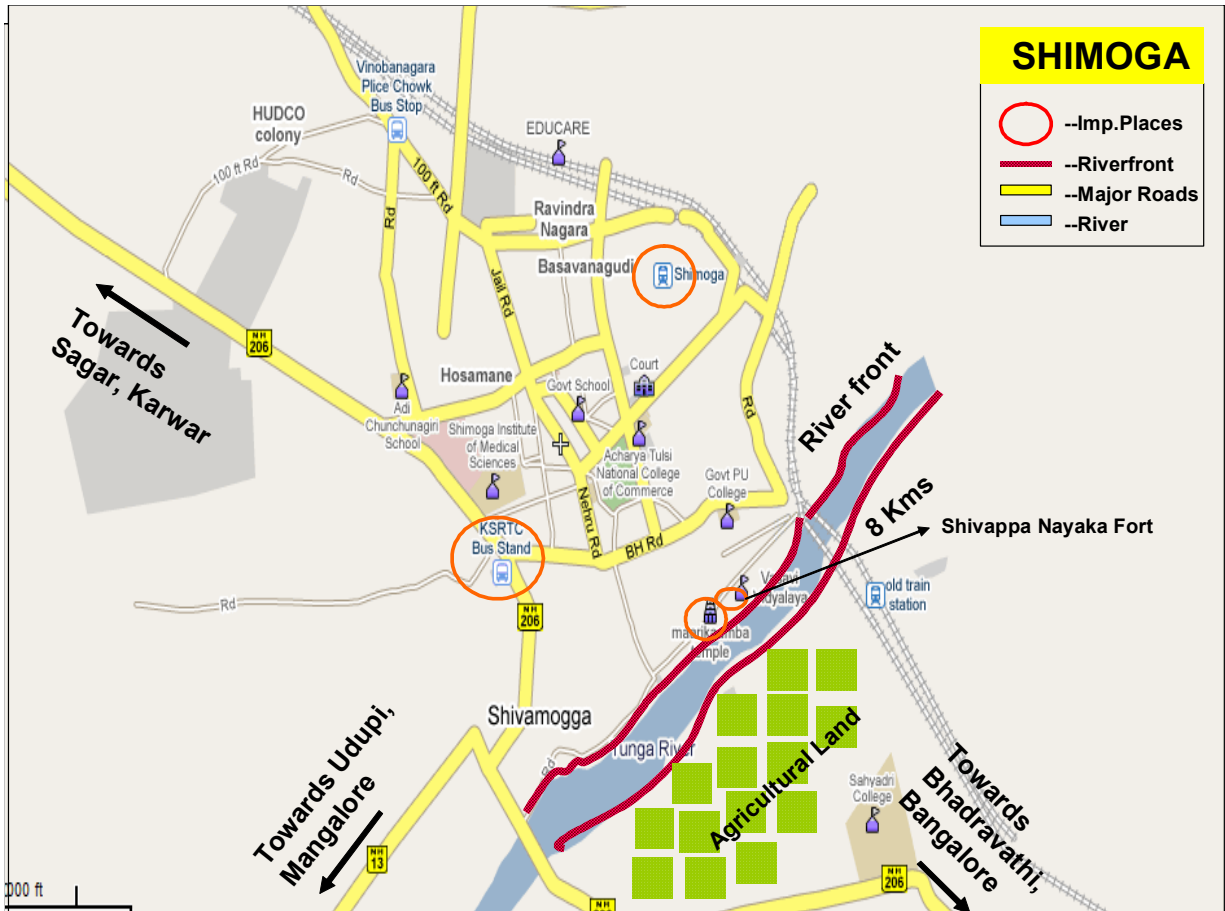 SHIMOGA
--Imp.Places
--Riverfront
--Major Roads
--River
Vinobanagara
Plice Chowk
Bus Stop
HUDCO
colony
EDUCARE
100 ft Rd
Rd
100 ft Rd
Rd
Ravindra
Nagara
Basavanagudi
Shimoga
Jail Rd
Towards
Sagar, Karwar
NH
206
Hosamane
Govt School
Court
River front
Adi
Chunchunagiri
School
Shimoga Institute
of Medical
Sciences
Acharya Tulsi
National College
of Commerce
Rd
Govt PU
College
Nehru Rd
8 Kms
KSRTC
Bus Stand
BH Rd
Shivappa Nayaka Fort
old train
station
Rd
NH
206
temple
Shivamogga
Tunga River
Rd
Agricultural Land
Towards Udupi,
Mangalore
Sahyadri
College
Towards
Bhadravathi,
Bangalore
NH
13
NH
206
000 ft
NH